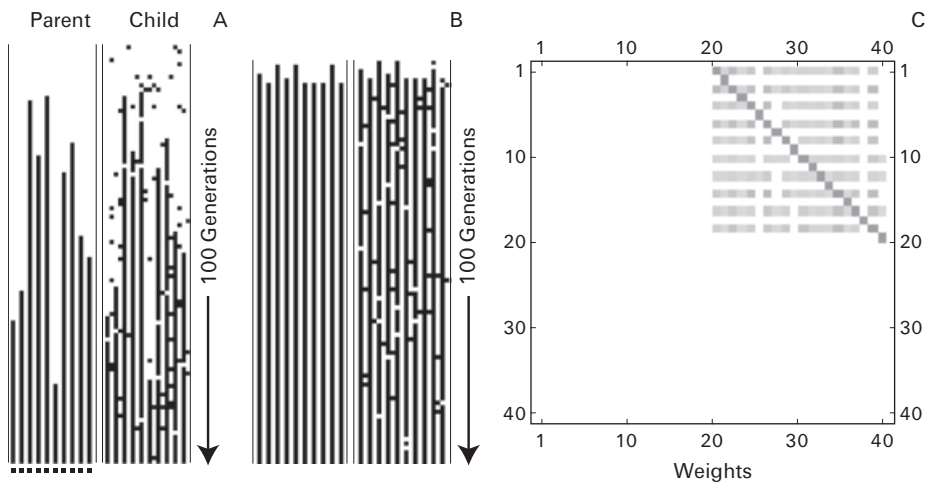 Parent Child A
100 Generations
B
100 Generations
C
1 10 20 30 40
1 1
10 10
20 20
30 30
40 40
1 10 20 30 40
Weights